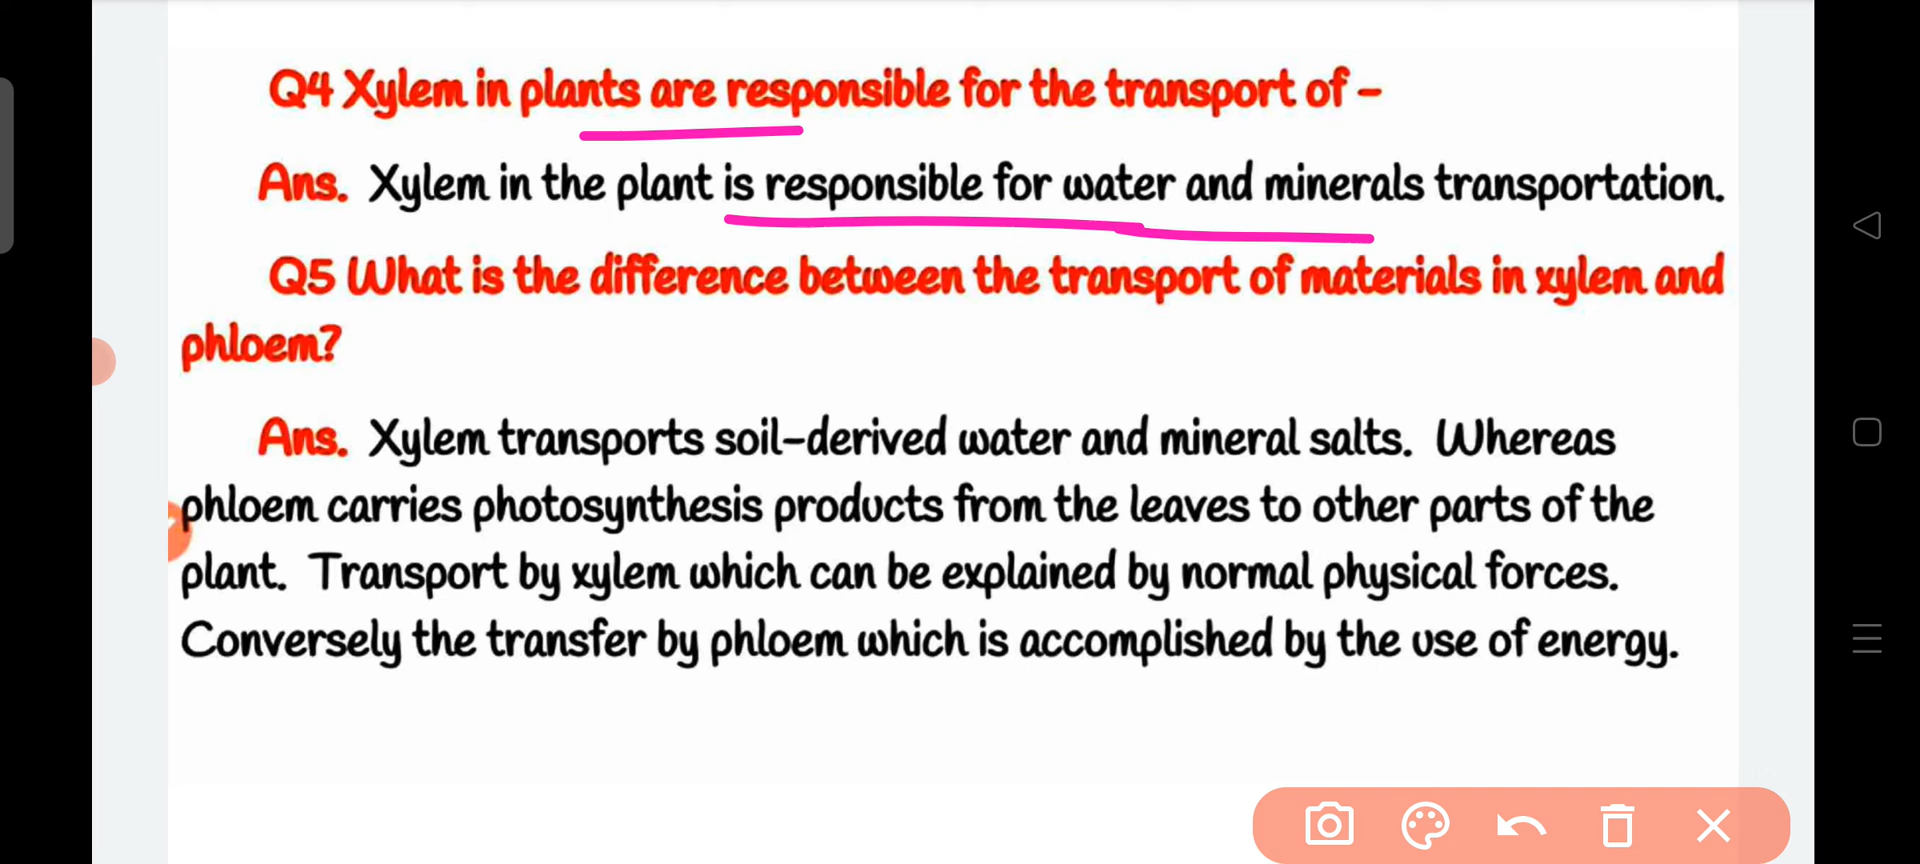 Q4 Xylem in plants are responsible for the transport of –
Ans. Xylem in the plant is responsible for water and minerals transportation.
Q5 What is the difference between the transport of materials in xylem and
phloem?
Ans. Xylem transports soil-derived water and mineral salts. Whereas
phloem carries photosynthesis products from the leaves to other parts of the
plant. Transport by xylem which can be explained by normal physical forces.
Conversely the transfer by phloem which is accomplished by the use of energy.